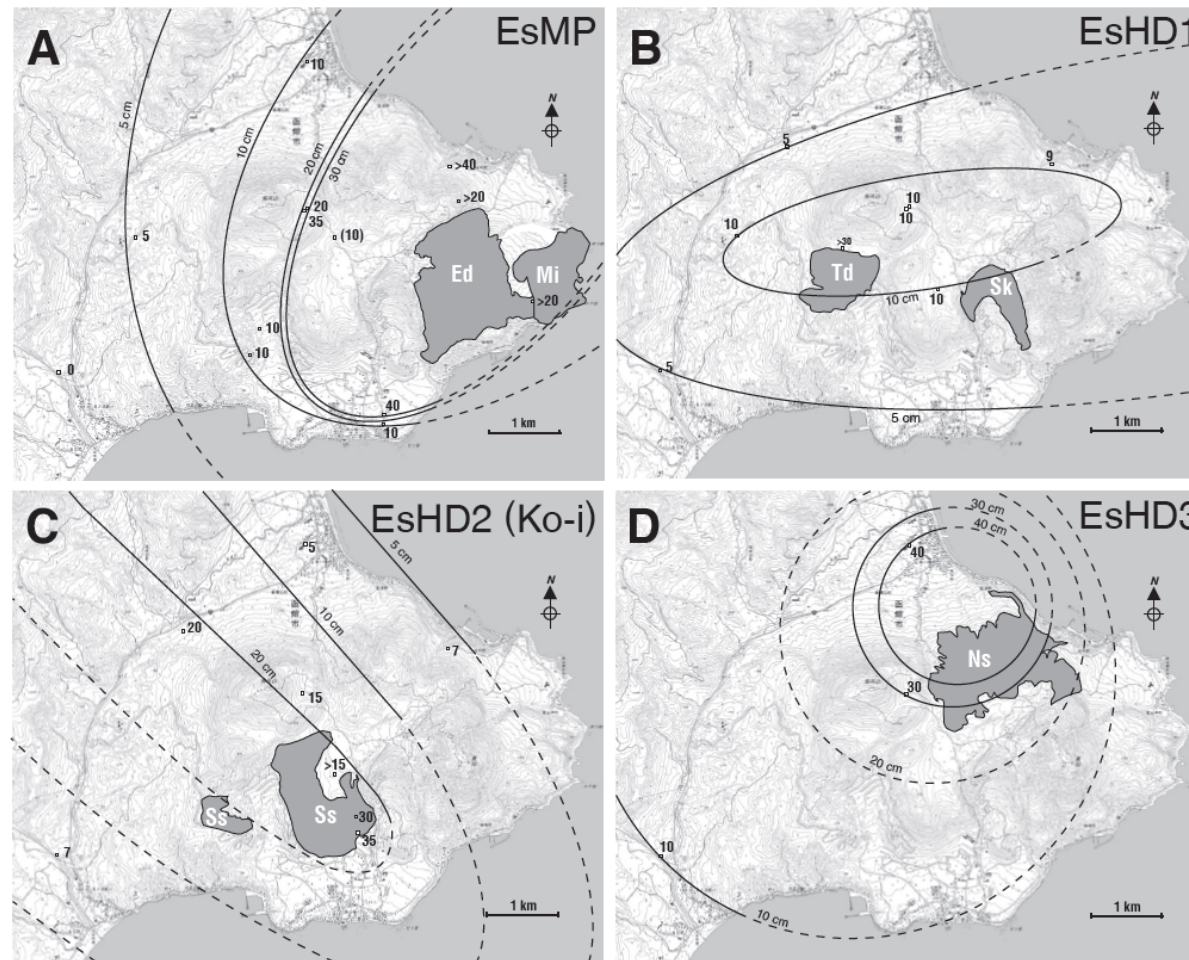 A
EsMP
N
5 cm
10 cm
20 cm
30 cm
10
>40
>20
20
35
(10)
5
Ed
Mi
>20
10
10
0
40
10
1 km
B
EsHD1
N
5
9
10
10
10
>30
Td
Sk
10
10 cm
5
5 cm
1 km
C
EsHD2 (Ko-i)
N
5
5 cm
10 cm
20
7
20 cm
15
>15
Ss
Ss
30
35
7
1 km
D
EsHD3
N
30 cm
40 cm
40
Ns
30
20 cm
10
10 cm
1 km